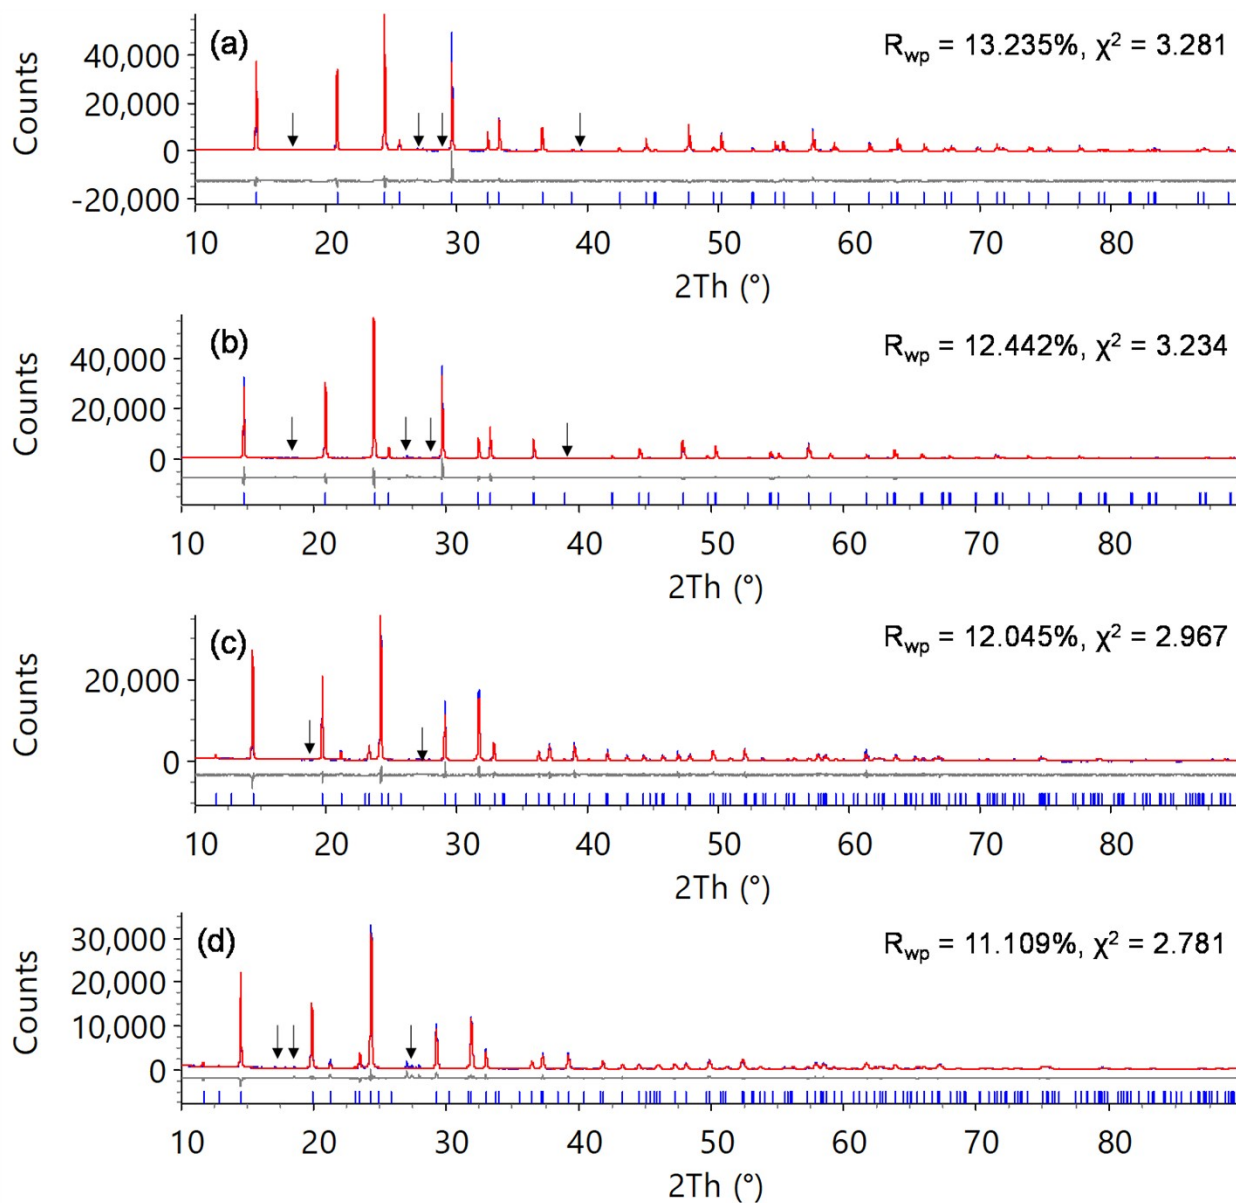 (a)
R_wp = 13.235%, χ² = 3.281
Counts
40,000
20,000
0
-20,000
10 20 30 40 50 60 70 80
2Th (°)
(b)
R_wp = 12.442%, χ² = 3.234
Counts
40,000
20,000
0
10 20 30 40 50 60 70 80
2Th (°)
(c)
R_wp = 12.045%, χ² = 2.967
Counts
20,000
0
10 20 30 40 50 60 70 80
2Th (°)
(d)
R_wp = 11.109%, χ² = 2.781
Counts
30,000
20,000
10,000
0
10 20 30 40 50 60 70 80
2Th (°)